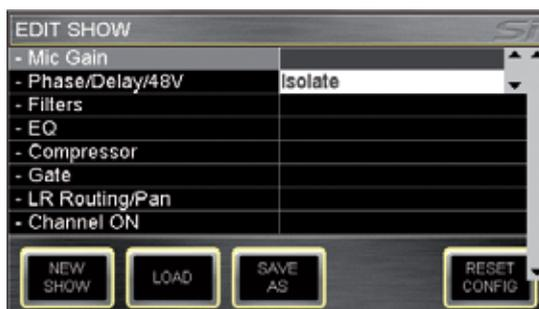 EDIT SHOW Si
- Mic Gain
- Phase/Delay/48V Isolate
- Filters
- EQ
- Compressor
- Gate
- LR Routing/Pan
- Channel ON
NEW SHOW
LOAD
SAVE AS
RESET CONFIG